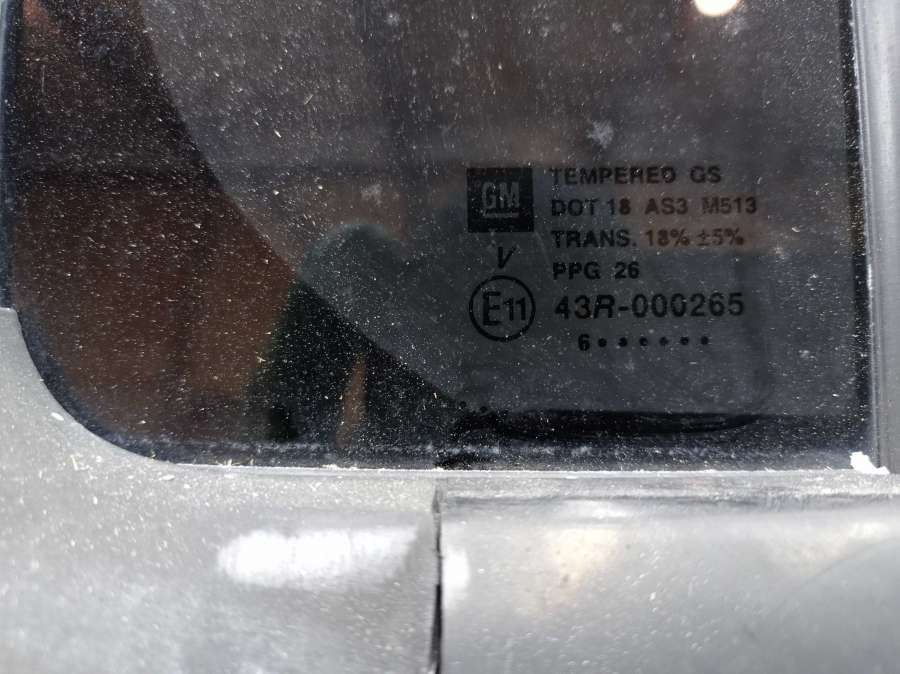 GM
TEMPERED GS
DOT 18 AS3 M513
TRANS. 18% ±5%
V
PPG 26
E11
43R-000265
6••••••